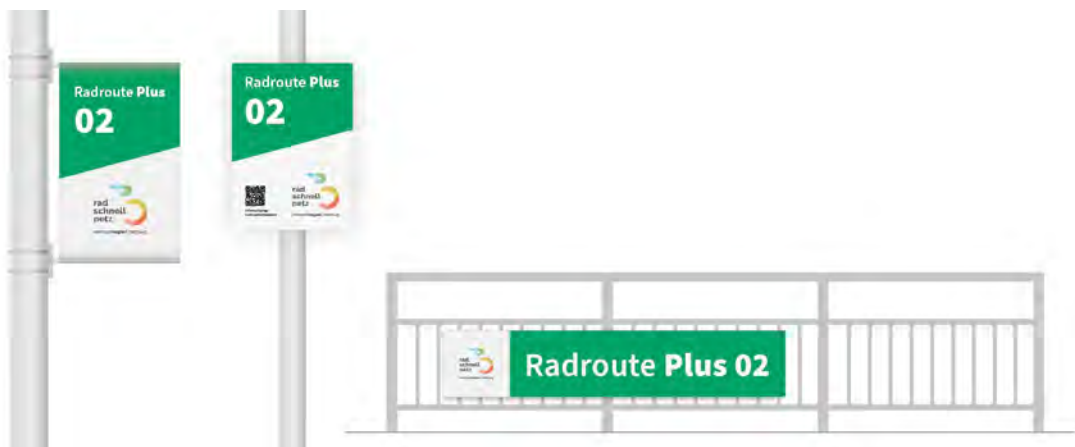 Radroute Plus
02
rad
schnell
netz
Radroute Plus
02
rad
schnell
netz
rad
schnell
netz
Radroute Plus 02